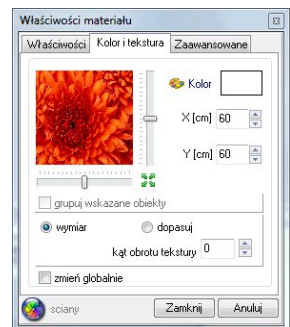 Właściwości materiału
Właściwości Kolor i tekstura Zaawansowane
Kolor
X [cm] 60
Y [cm] 60
grupuj wskazane obiekty
wymiar dopasuj
kąt obrotu tekstury 0
zmień globalnie
sciany Zamknij Anuluj